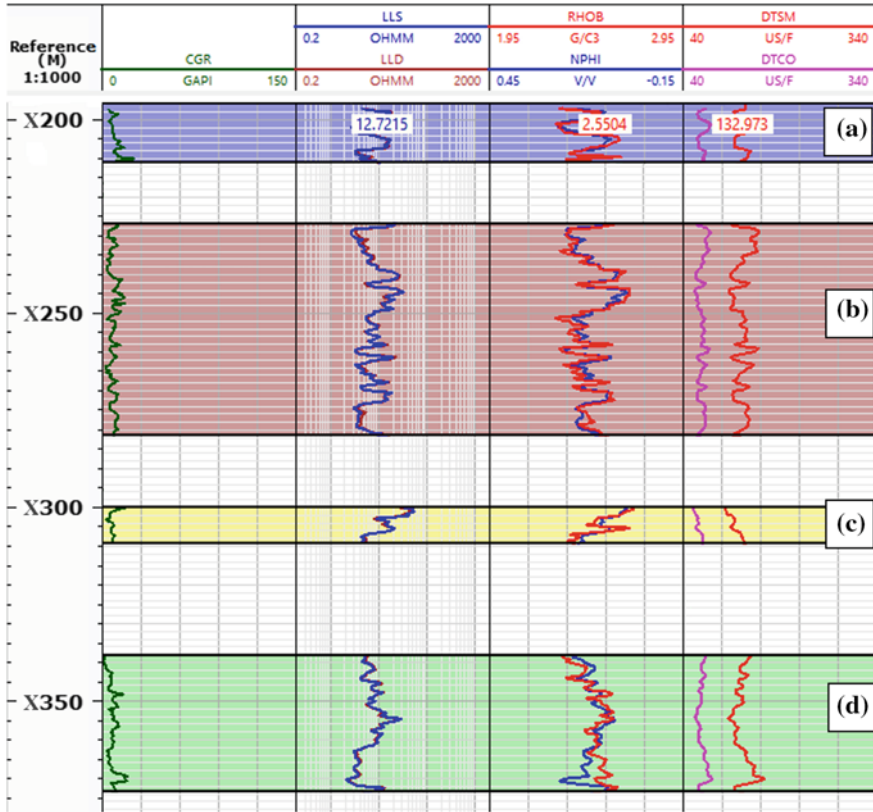 LLS RHOB DTSM
0.2 OHMM 2000 1.95 G/C3 2.95 40 US/F 340
Reference
(M)
1:1000
CGR LLD NPHI DTCO
0 GAPI 150 0.2 OHMM 2000 0.45 V/V -0.15 40 US/F 340
X200 12.7215 2.5504 132.973 (a)
X250 (b)
X300 (c)
X350 (d)